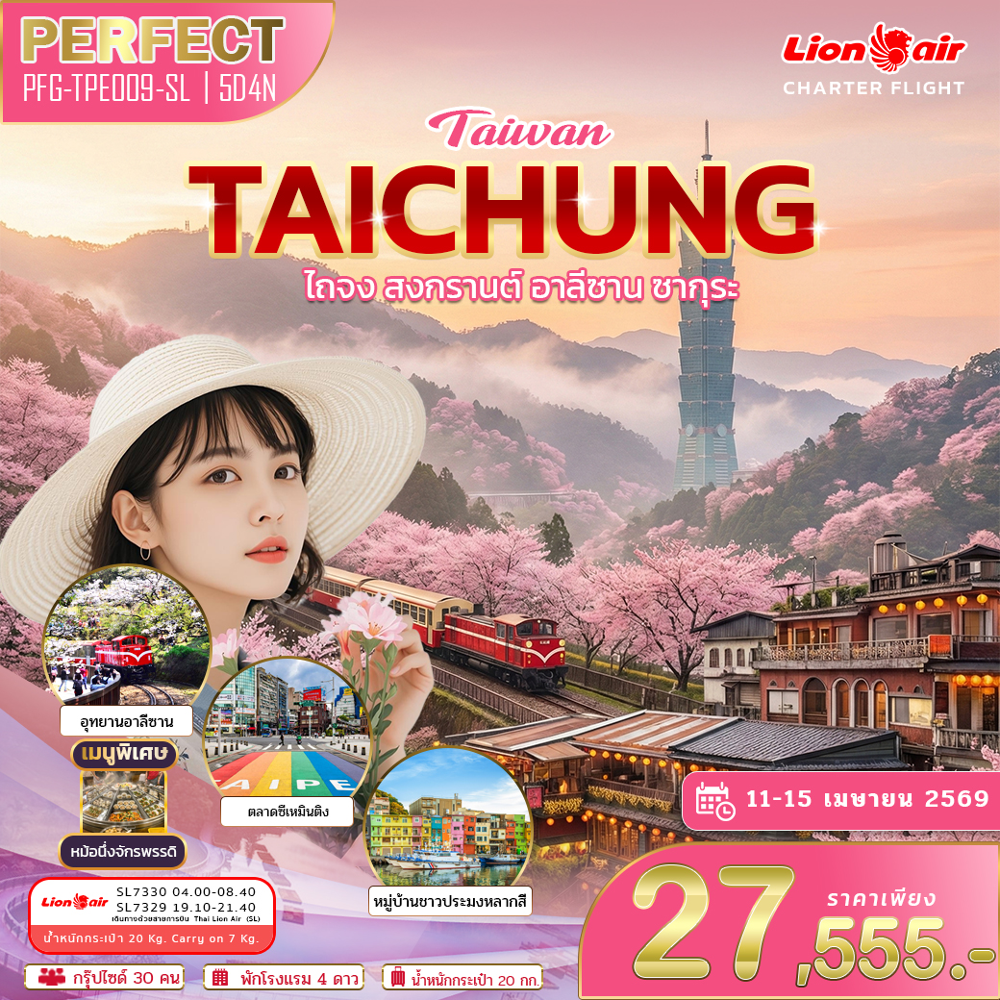 PERFECT
PFG-TPE009-SL | 5D4N
Lion air
CHARTER FLIGHT
Taiwan
TAICHUNG
ไถจง สงกรานต์ อาลีซาน ซากุระ
อุทยานอาลีซาน
เมนูพิเศษ
หม้อนึ่งจักรพรรดิ
AIPE
ตลาดซีเหมินติง
หมู่บ้านชาวประมงหลากสี
11-15 เมษายน 2569
ราคาเพียง
27,555.-
Lion air
SL7330 04.00-08.40
SL7329 19.10-21.40
เดินทางด้วยสายการบิน Thai Lion Air (SL)
น้ำหนักกระเป๋า 20 Kg. Carry on 7 Kg.
กรุ๊ปไซด์ 30 คน
พักโรงแรม 4 ดาว
น้ำหนักกระเป๋า 20 กก.